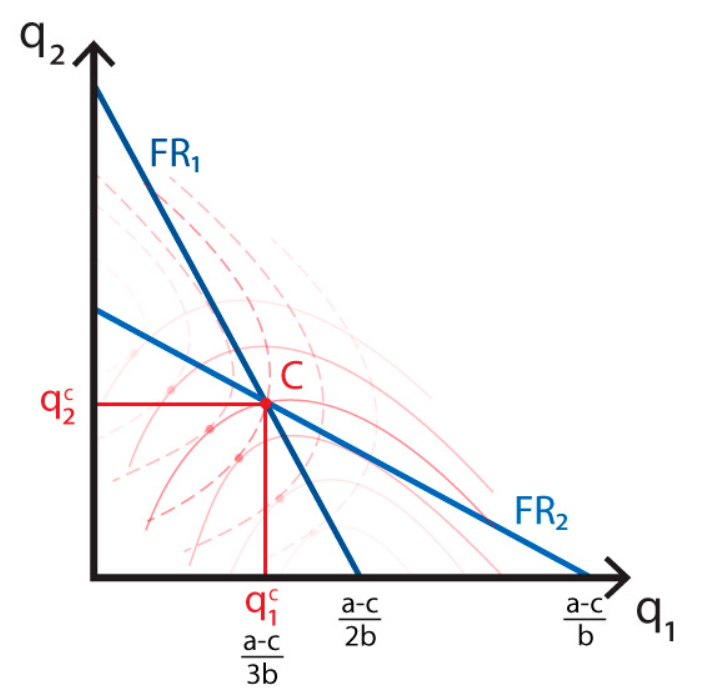 q₂
FR₁
C
q₂ᶜ
FR₂
q₁ᶜ
a-c
3b
a-c
2b
a-c
b
q₁